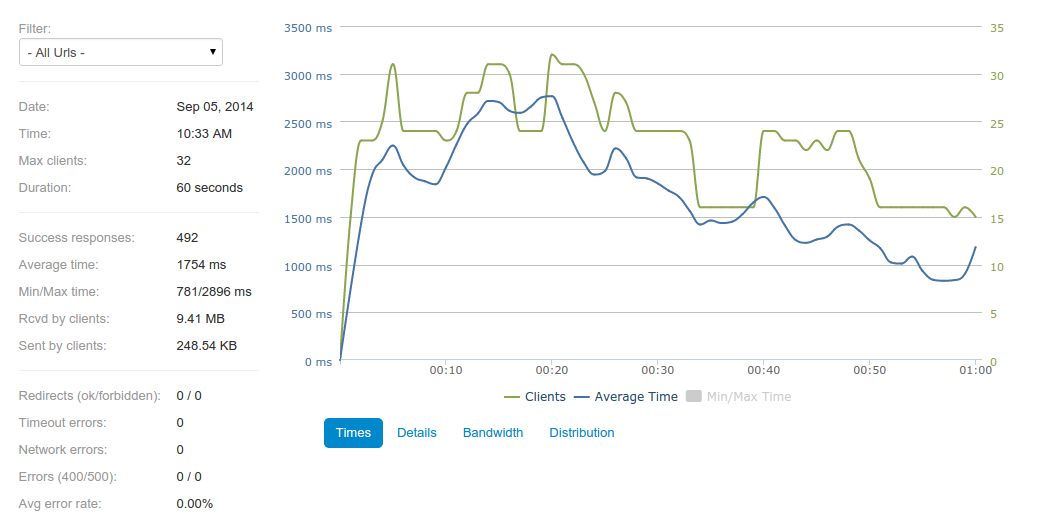 Filter:
- All Urls -
Date: Sep 05, 2014
Time: 10:33 AM
Max clients: 32
Duration: 60 seconds
Success responses: 492
Average time: 1754 ms
Min/Max time: 781/2896 ms
Rcvd by clients: 9.41 MB
Sent by clients: 248.54 KB
Redirects (ok/forbidden): 0 / 0
Timeout errors: 0
Network errors: 0
Errors (400/500): 0 / 0
Avg error rate: 0.00%
3500 ms 35
3000 ms 30
2500 ms 25
2000 ms 20
1500 ms 15
1000 ms 10
500 ms 5
0 ms 0
00:10 00:20 00:30 00:40 00:50 01:00
Clients Average Time Min/Max Time
Times Details Bandwidth Distribution